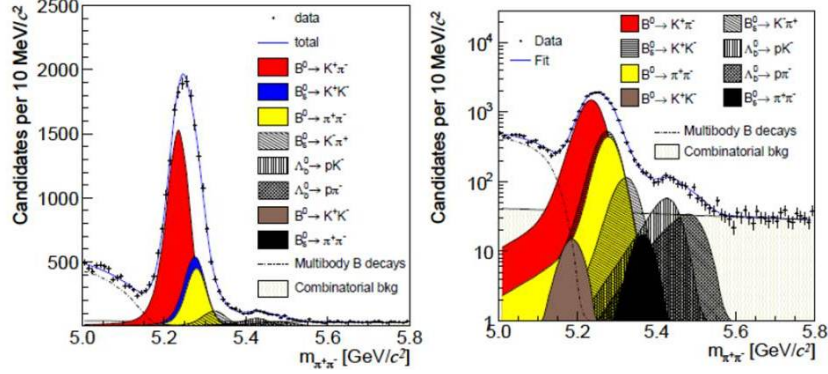 Candidates per 10 MeV/c²
2500
2000
1500
1000
500
5.0
5.2
5.4
5.6
5.8
m_π⁺π⁻ [GeV/c²]
data
total
B⁰→ K⁺π⁻
B⁰ₛ→ K⁺K⁻
B⁰→ π⁺π⁻
B⁰ₛ→ K⁻π⁺
Λ⁰_b→ pK⁻
Λ⁰_b→ pπ⁻
B⁰→ K⁺K⁻
B⁰ₛ→ π⁺π⁻
Multibody B decays
Combinatorial bkg
Candidates per 10 MeV/c²
10⁴
10³
10²
10
1
5.0
5.2
5.4
5.6
5.8
m_π⁺π⁻ [GeV/c²]
Data
Fit
B⁰→ K⁺π⁻
B⁰ₛ→ K⁺K⁻
B⁰→ π⁺π⁻
B⁰→ K⁺K⁻
B⁰ₛ→ K⁻π⁺
Λ⁰_b→ pK⁻
Λ⁰_b→ pπ⁻
B⁰ₛ→ π⁺π⁻
Multibody B decays
Combinatorial bkg